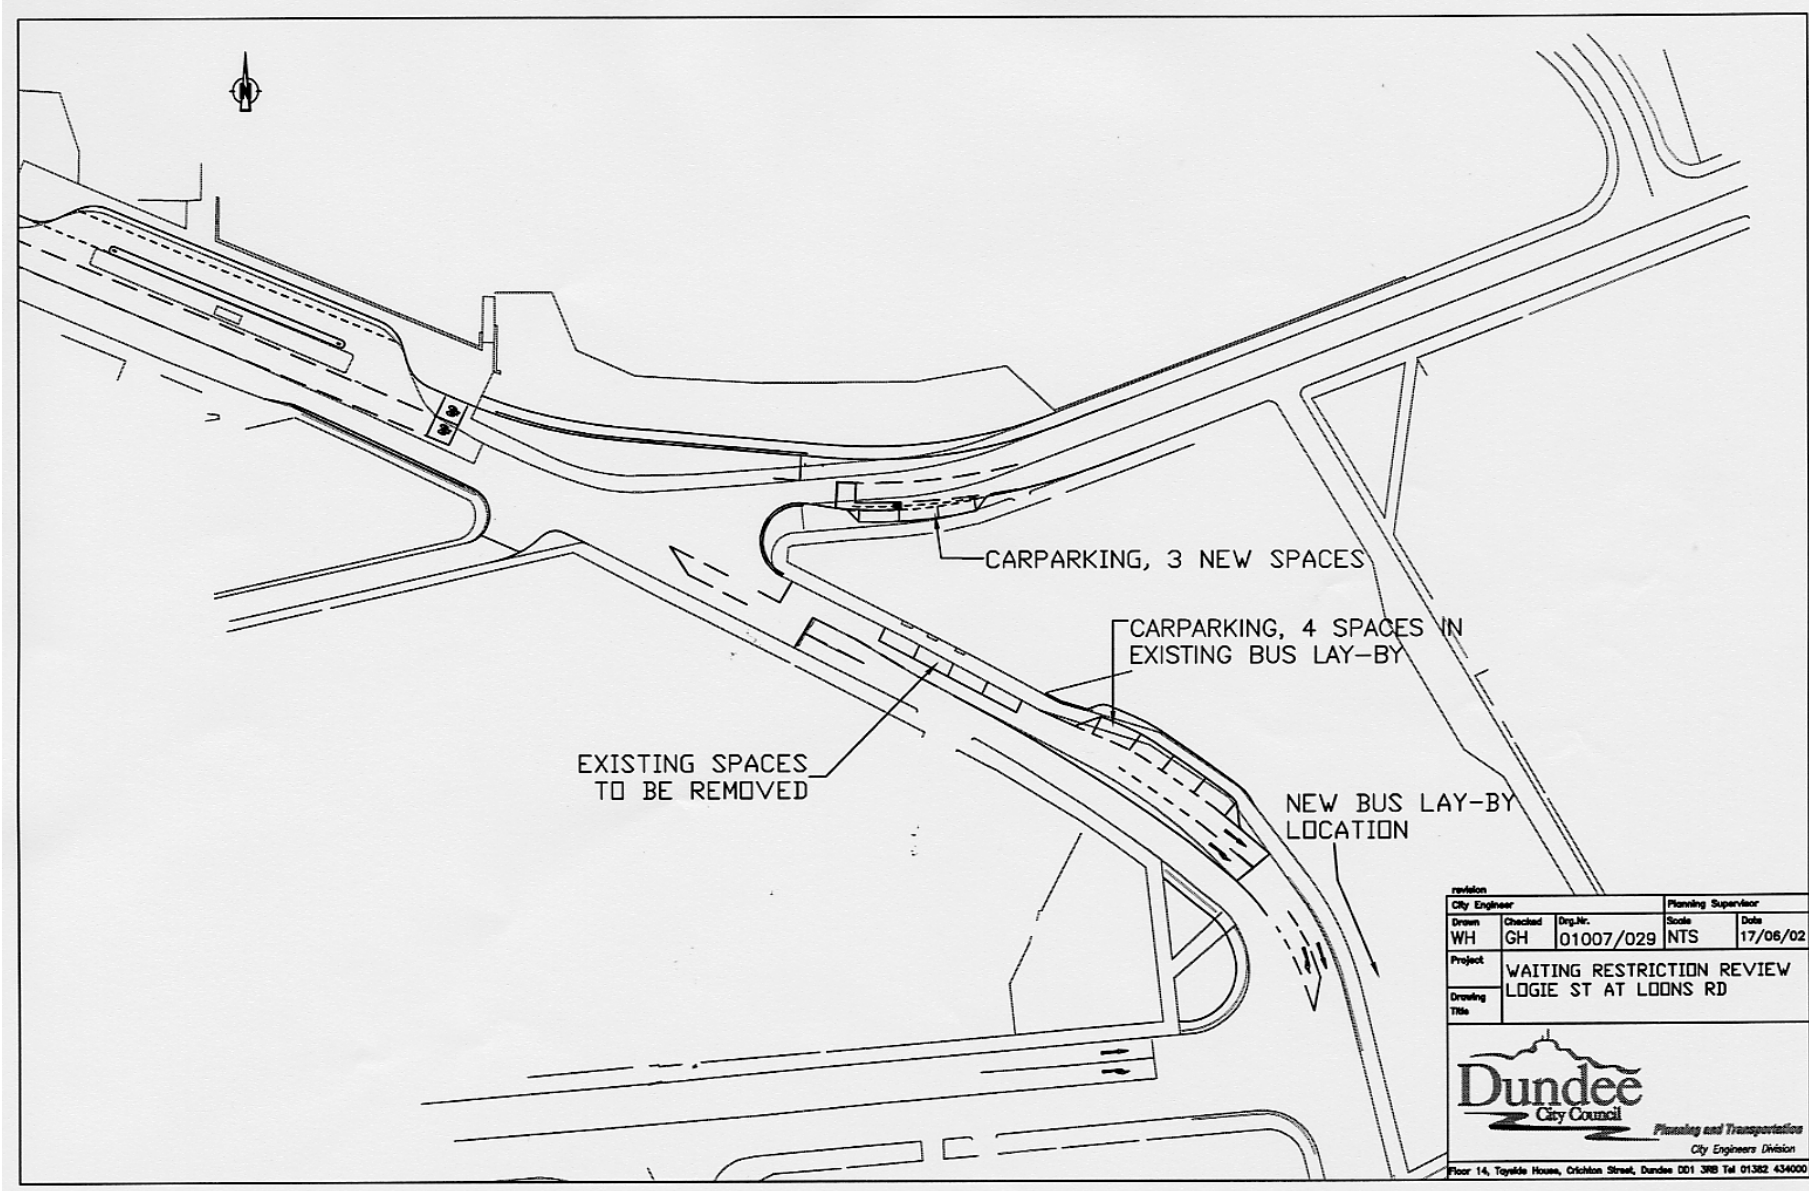 N
CARPARKING, 3 NEW SPACES
CARPARKING, 4 SPACES IN
EXISTING BUS LAY-BY
EXISTING SPACES
TO BE REMOVED
NEW BUS LAY-BY
LOCATION
revision
City Engineer
Planning Supervisor
Drawn
Checked
Drg.Nr.
Scale
Date
WH
GH
01007/029
NTS
17/06/02
Project
WAITING RESTRICTION REVIEW
LOGIE ST AT LOONS RD
Drawing
Title
Dundee
City Council
Planning and Transportation
City Engineers Division
Floor 14, Tayside House, Crichton Street, Dundee DD1 3RB Tel 01382 434000